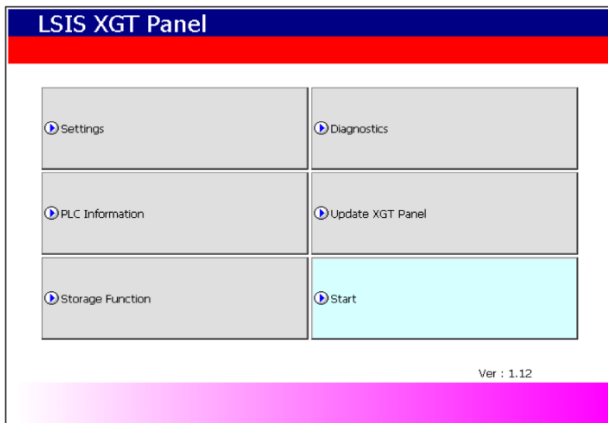 LSIS XGT Panel
Settings
Diagnostics
PLC Information
Update XGT Panel
Storage Function
Start
Ver : 1.12